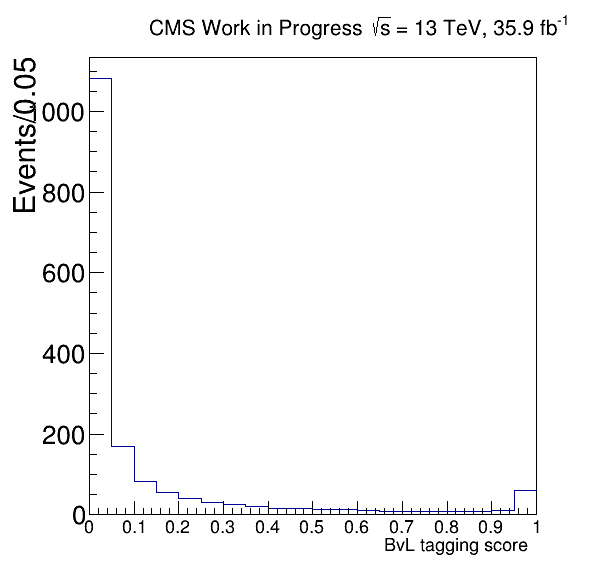 CMS Work in Progress √s = 13 TeV, 35.9 fb⁻¹
Events/0.05
1000
800
600
400
200
0
0 0.1 0.2 0.3 0.4 0.5 0.6 0.7 0.8 0.9 1
BvL tagging score